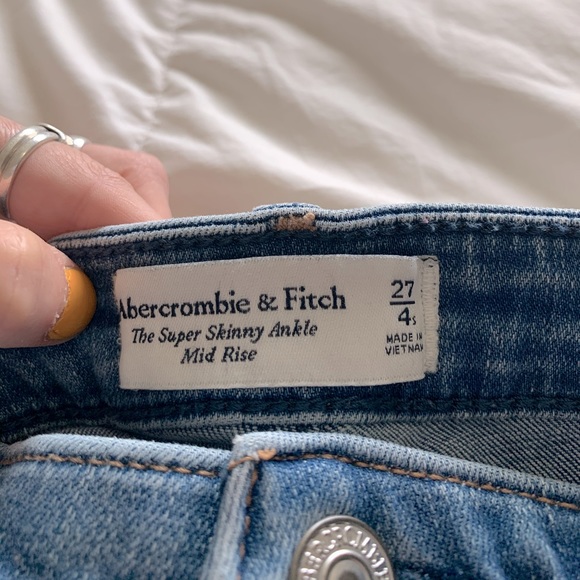 Abercrombie & Fitch
The Super Skinny Ankle
Mid Rise
27
4s
MADE IN
VIETNAM